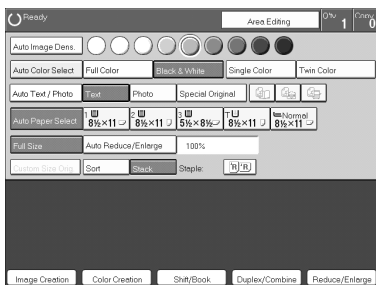 Ready Area Editing Q'ty 1 Copy 0
Auto Image Dens.
Auto Color Select Full Color Black & White Single Color Twin Color
Auto Text / Photo Text Photo Special Original
Auto Paper Select 1 8½×11 2 8½×11 3 5½×8½ T 8½×11 Normal 8½×11
Full Size Auto Reduce/Enlarge 100%
Custom Size Orig. Sort Stack Staple: R R
Image Creation Color Creation Shift/Book Duplex/Combine Reduce/Enlarge